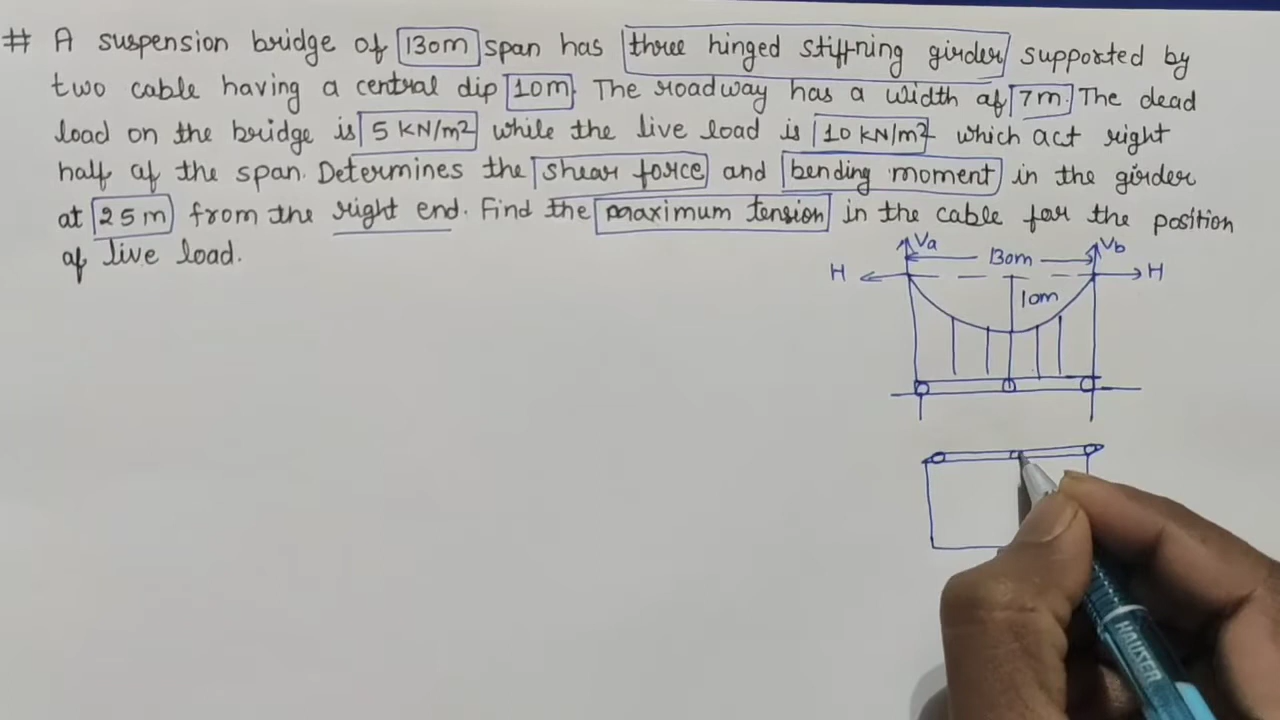 # A suspension bridge of 130m span has three hinged stiffning girder supported by
two cable having a central dip 10m. The roadway has a width of 7m. The dead
load on the bridge is 5 KN/m² while the live load is 10 KN/m² which act right
half of the span. Determines the shear force and bending moment in the girder
at 25m from the right end. Find the maximum tension in the cable for the position
of live load.
Va Vb
130m
H H
10m
HAUSER